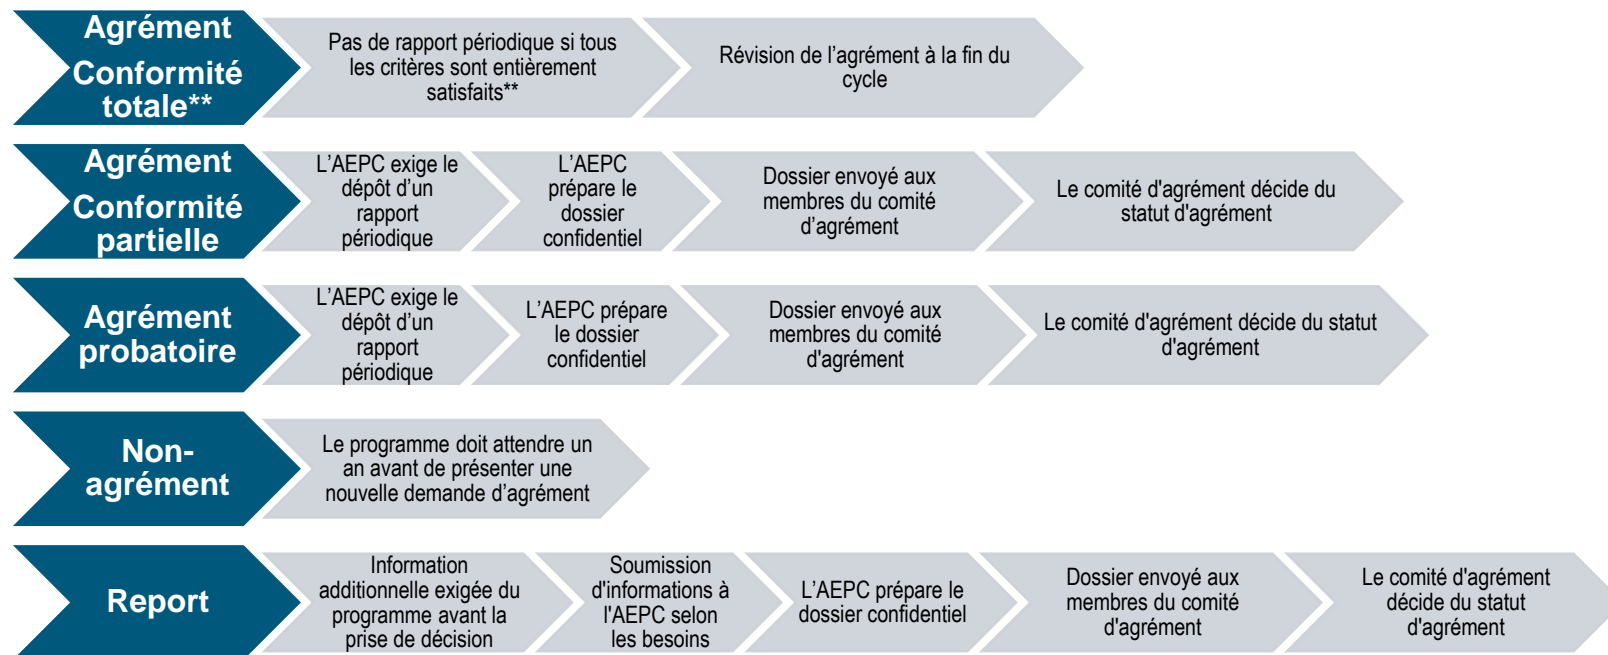 Agrément
Conformité
totale**
Pas de rapport périodique si tous
les critères sont entièrement
satisfaits**
Révision de l’agrément à la fin du
cycle
Agrément
Conformité
partielle
L’AEPC exige le
dépôt d’un
rapport
périodique
L’AEPC
prépare le
dossier
confidentiel
Dossier envoyé aux
membres du comité
d’agrément
Le comité d'agrément décide du
statut d'agrément
Agrément
probatoire
L’AEPC exige le
dépôt d’un
rapport
périodique
L’AEPC prépare
le dossier
confidentiel
Dossier envoyé aux
membres du comité
d'agrément
Le comité d'agrément décide du statut
d'agrément
Non-
agrément
Le programme doit attendre un
an avant de présenter une
nouvelle demande d’agrément
Report
Information
additionnelle exigée du
programme avant la
prise de décision
Soumission
d'informations à
l'AEPC selon
les besoins
L’AEPC prépare le
dossier confidentiel
Dossier envoyé aux
membres du comité
d'agrément
Le comité d'agrément
décide du statut
d'agrément